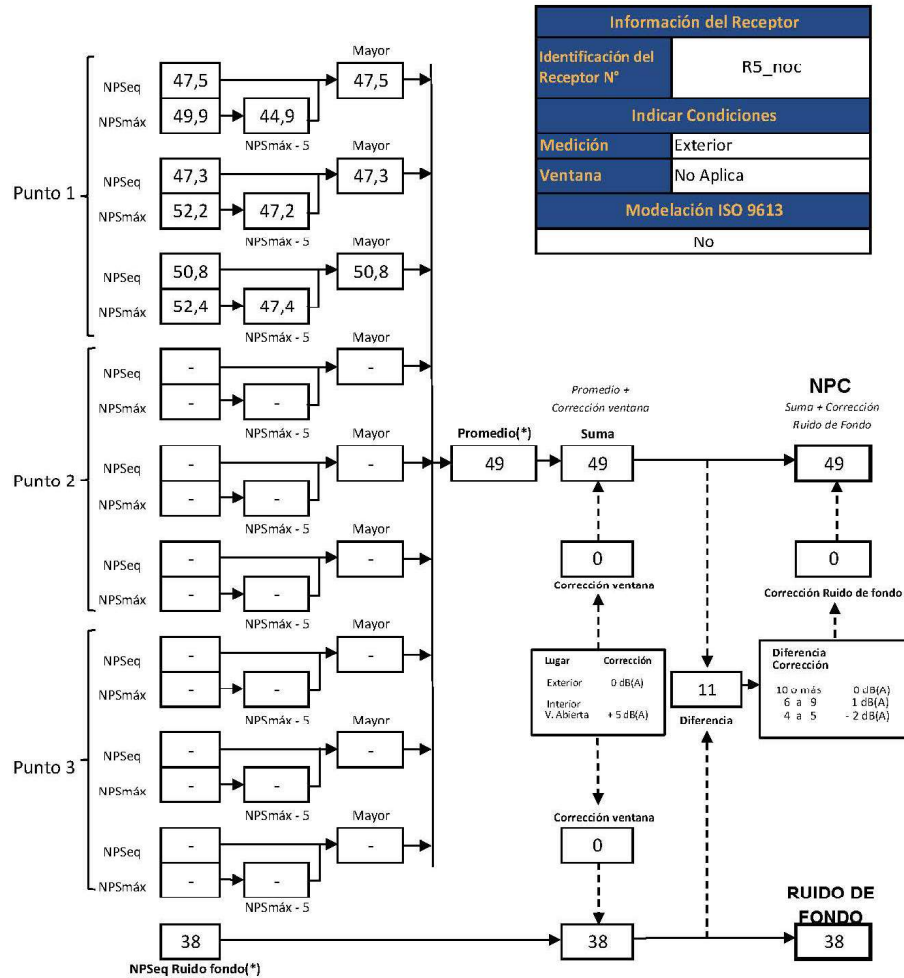 Información del Receptor
Identificación del Receptor N°
R5_noc
Indicar Condiciones
Medición
Exterior
Ventana
No Aplica
Modelación ISO 9613
No
Punto 1
Mayor
NPSeq
47,5
47,5
NPSmáx
49,9
44,9
NPSmáx - 5
Mayor
NPSeq
47,3
47,3
NPSmáx
52,2
47,2
NPSmáx - 5
Mayor
NPSeq
50,8
50,8
NPSmáx
52,4
47,4
NPSmáx - 5
Punto 2
Mayor
NPSeq
-
-
NPSmáx
-
-
NPSmáx - 5
Mayor
NPSeq
-
-
NPSmáx
-
-
NPSmáx - 5
Mayor
NPSeq
-
-
NPSmáx
-
-
NPSmáx - 5
Punto 3
Mayor
NPSeq
-
-
NPSmáx
-
-
NPSmáx - 5
Mayor
NPSeq
-
-
NPSmáx
-
-
NPSmáx - 5
Mayor
NPSeq
-
-
NPSmáx
-
-
NPSmáx - 5
Promedio(*)
49
Promedio +
Corrección ventana
Suma
49
NPC
Suma + Corrección
Ruido de Fondo
49
0
Corrección ventana
0
Corrección Ruido de fondo
Lugar Corrección
Exterior 0 dB(A)
Interior
V. Abierta + 5 dB(A)
11
Diferencia
Diferencia
Corrección
10 o más 0 dB(A)
6 a 9 1 dB(A)
4 a 5 - 2 dB(A)
Corrección ventana
0
38
NPSeq Ruido fondo(*)
38
RUIDO DE
FONDO
38